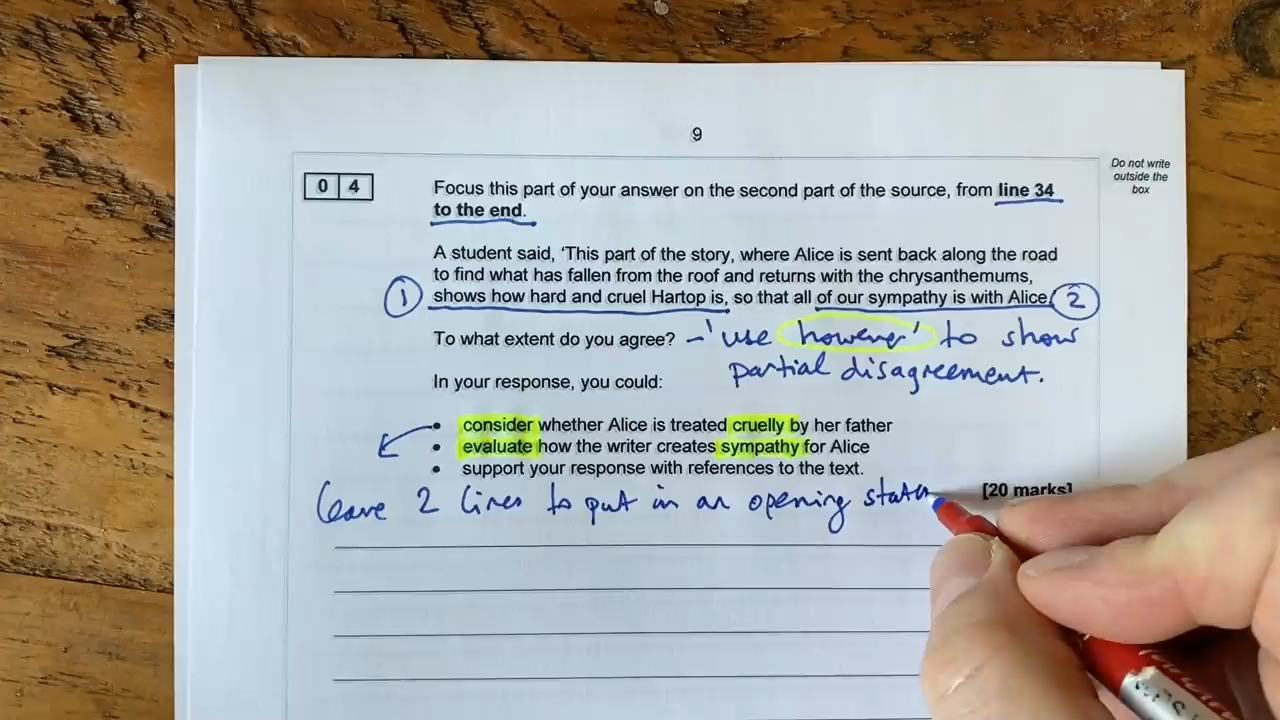 9
Do not write
outside the
box
0 4
Focus this part of your answer on the second part of the source, from line 34
to the end.
A student said, 'This part of the story, where Alice is sent back along the road
to find what has fallen from the roof and returns with the chrysanthemums,
1 shows how hard and cruel Hartop is, so that all of our sympathy is with Alice. 2
To what extent do you agree? – 'use however' to show
partial disagreement.
In your response, you could:
• consider whether Alice is treated cruelly by her father
• evaluate how the writer creates sympathy for Alice
• support your response with references to the text.
[20 marks]
leave 2 lines to put in an opening